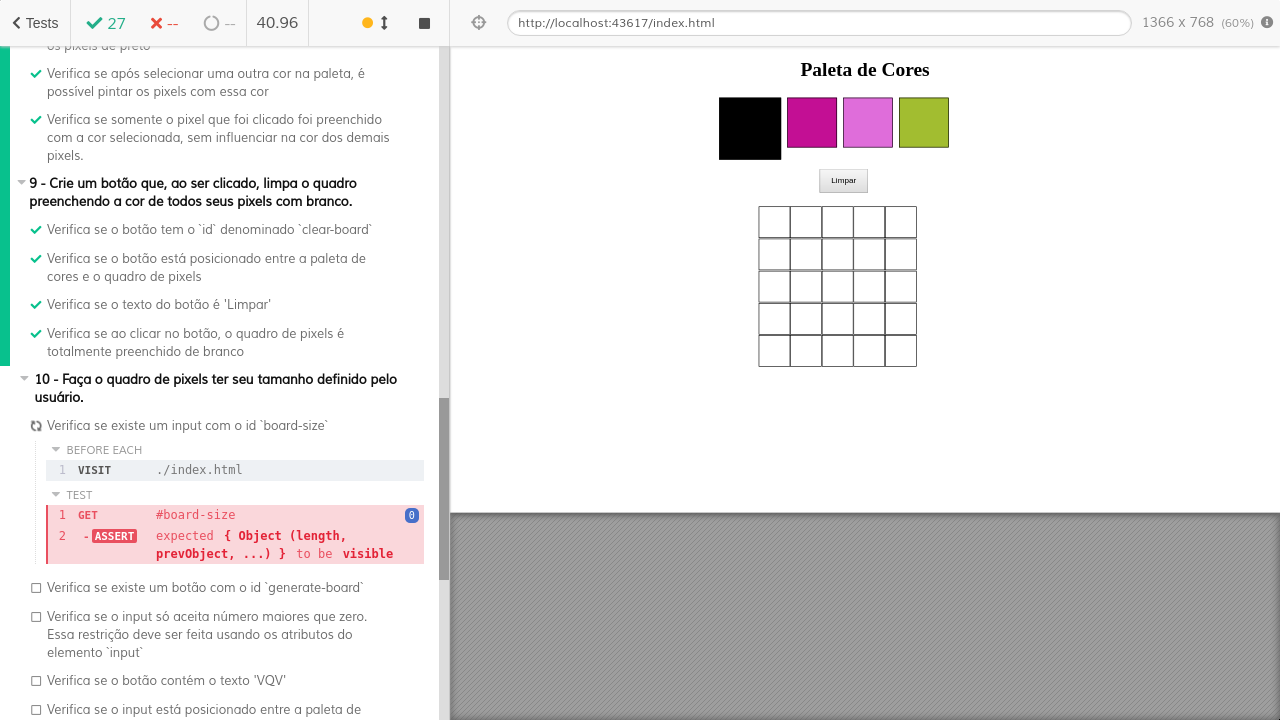 Tests
27
--
--
40.96
http://localhost:43617/index.html
1366 x 768 (60%)
os pixels de preto
Verifica se após selecionar uma outra cor na paleta, é
possível pintar os pixels com essa cor
Verifica se somente o pixel que foi clicado foi preenchido
com a cor selecionada, sem influenciar na cor dos demais
pixels.
9 - Crie um botão que, ao ser clicado, limpa o quadro
preenchendo a cor de todos seus pixels com branco.
Verifica se o botão tem o `id` denominado `clear-board`
Verifica se o botão está posicionado entre a paleta de
cores e o quadro de pixels
Verifica se o texto do botão é 'Limpar'
Verifica se ao clicar no botão, o quadro de pixels é
totalmente preenchido de branco
10 - Faça o quadro de pixels ter seu tamanho definido pelo
usuário.
Verifica se existe um input com o id `board-size`
BEFORE EACH
1 VISIT ./index.html
TEST
1 GET #board-size 0
2 -ASSERT expected { Object (length,
prevObject, ...) } to be visible
Verifica se existe um botão com o id `generate-board`
Verifica se o input só aceita número maiores que zero.
Essa restrição deve ser feita usando os atributos do
elemento `input`
Verifica se o botão contém o texto 'VQV'
Verifica se o input está posicionado entre a paleta de
Paleta de Cores
Limpar